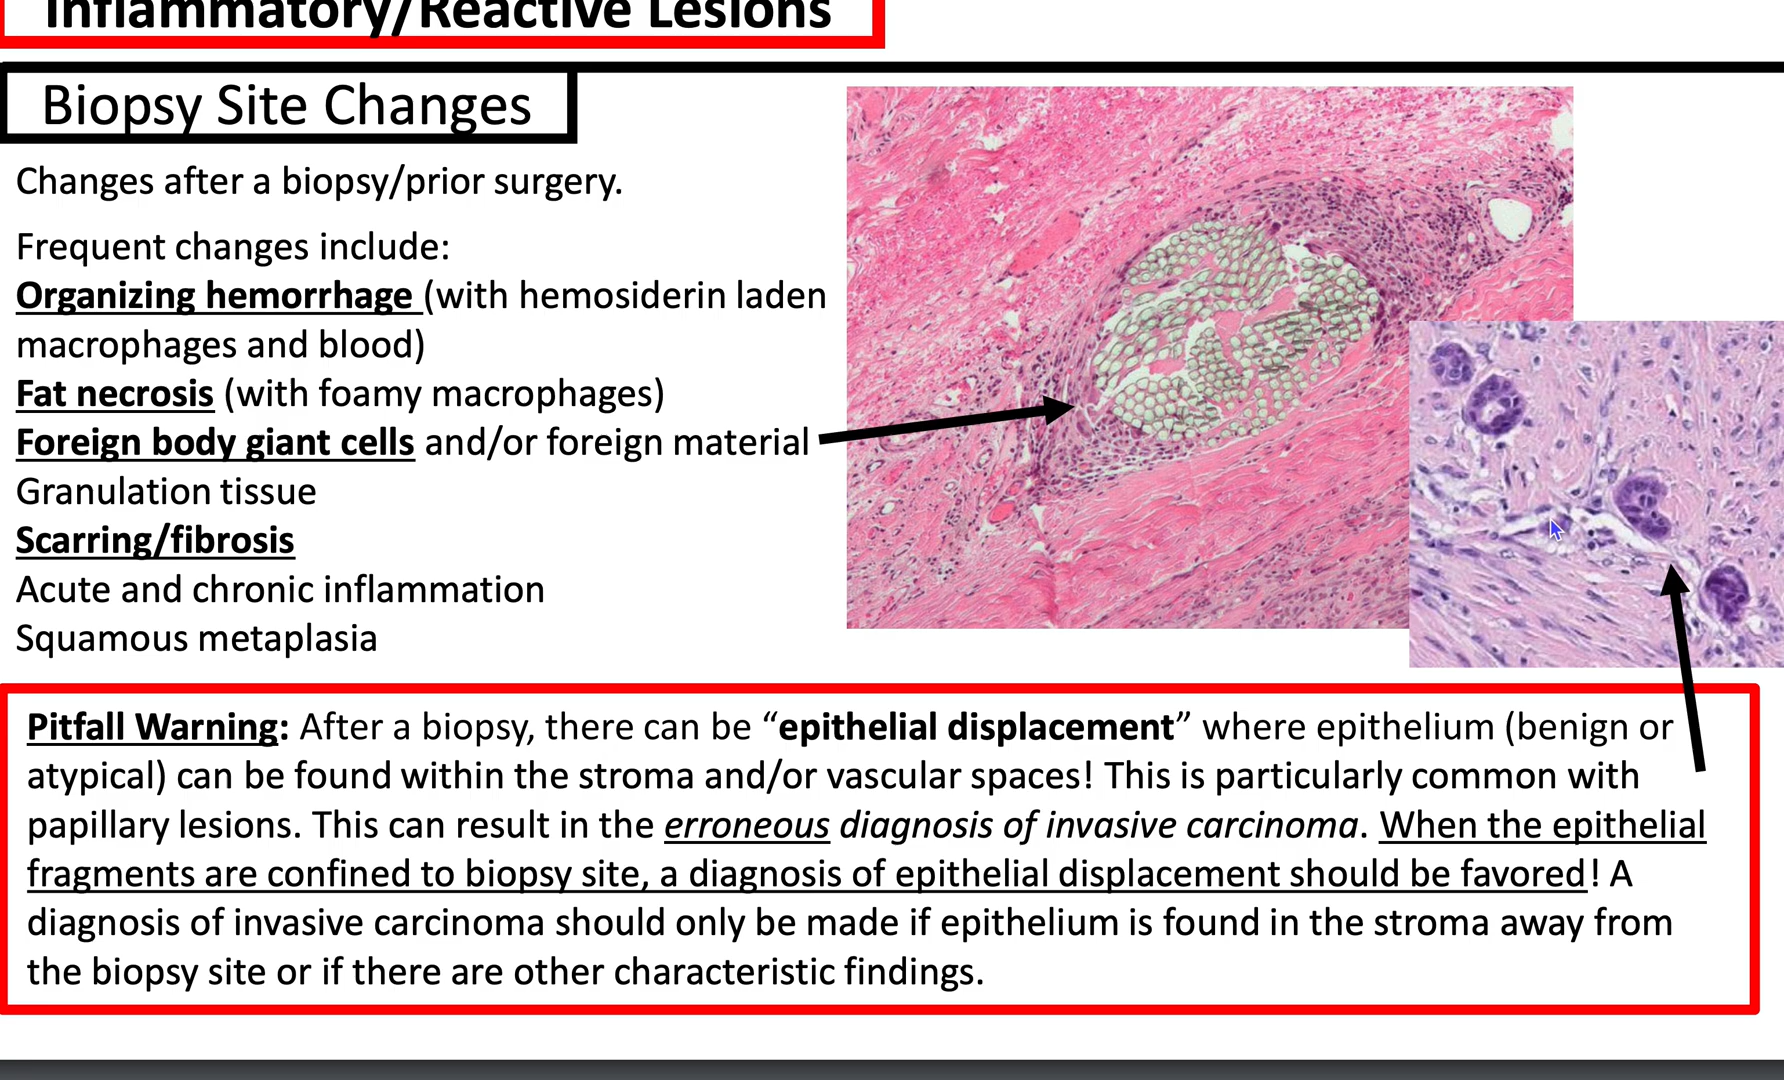 Inflammatory/Reactive Lesions
Biopsy Site Changes
Changes after a biopsy/prior surgery.
Frequent changes include:
Organizing hemorrhage (with hemosiderin laden
macrophages and blood)
Fat necrosis (with foamy macrophages)
Foreign body giant cells and/or foreign material
Granulation tissue
Scarring/fibrosis
Acute and chronic inflammation
Squamous metaplasia
Pitfall Warning: After a biopsy, there can be “epithelial displacement” where epithelium (benign or
atypical) can be found within the stroma and/or vascular spaces! This is particularly common with
papillary lesions. This can result in the erroneous diagnosis of invasive carcinoma. When the epithelial
fragments are confined to biopsy site, a diagnosis of epithelial displacement should be favored! A
diagnosis of invasive carcinoma should only be made if epithelium is found in the stroma away from
the biopsy site or if there are other characteristic findings.